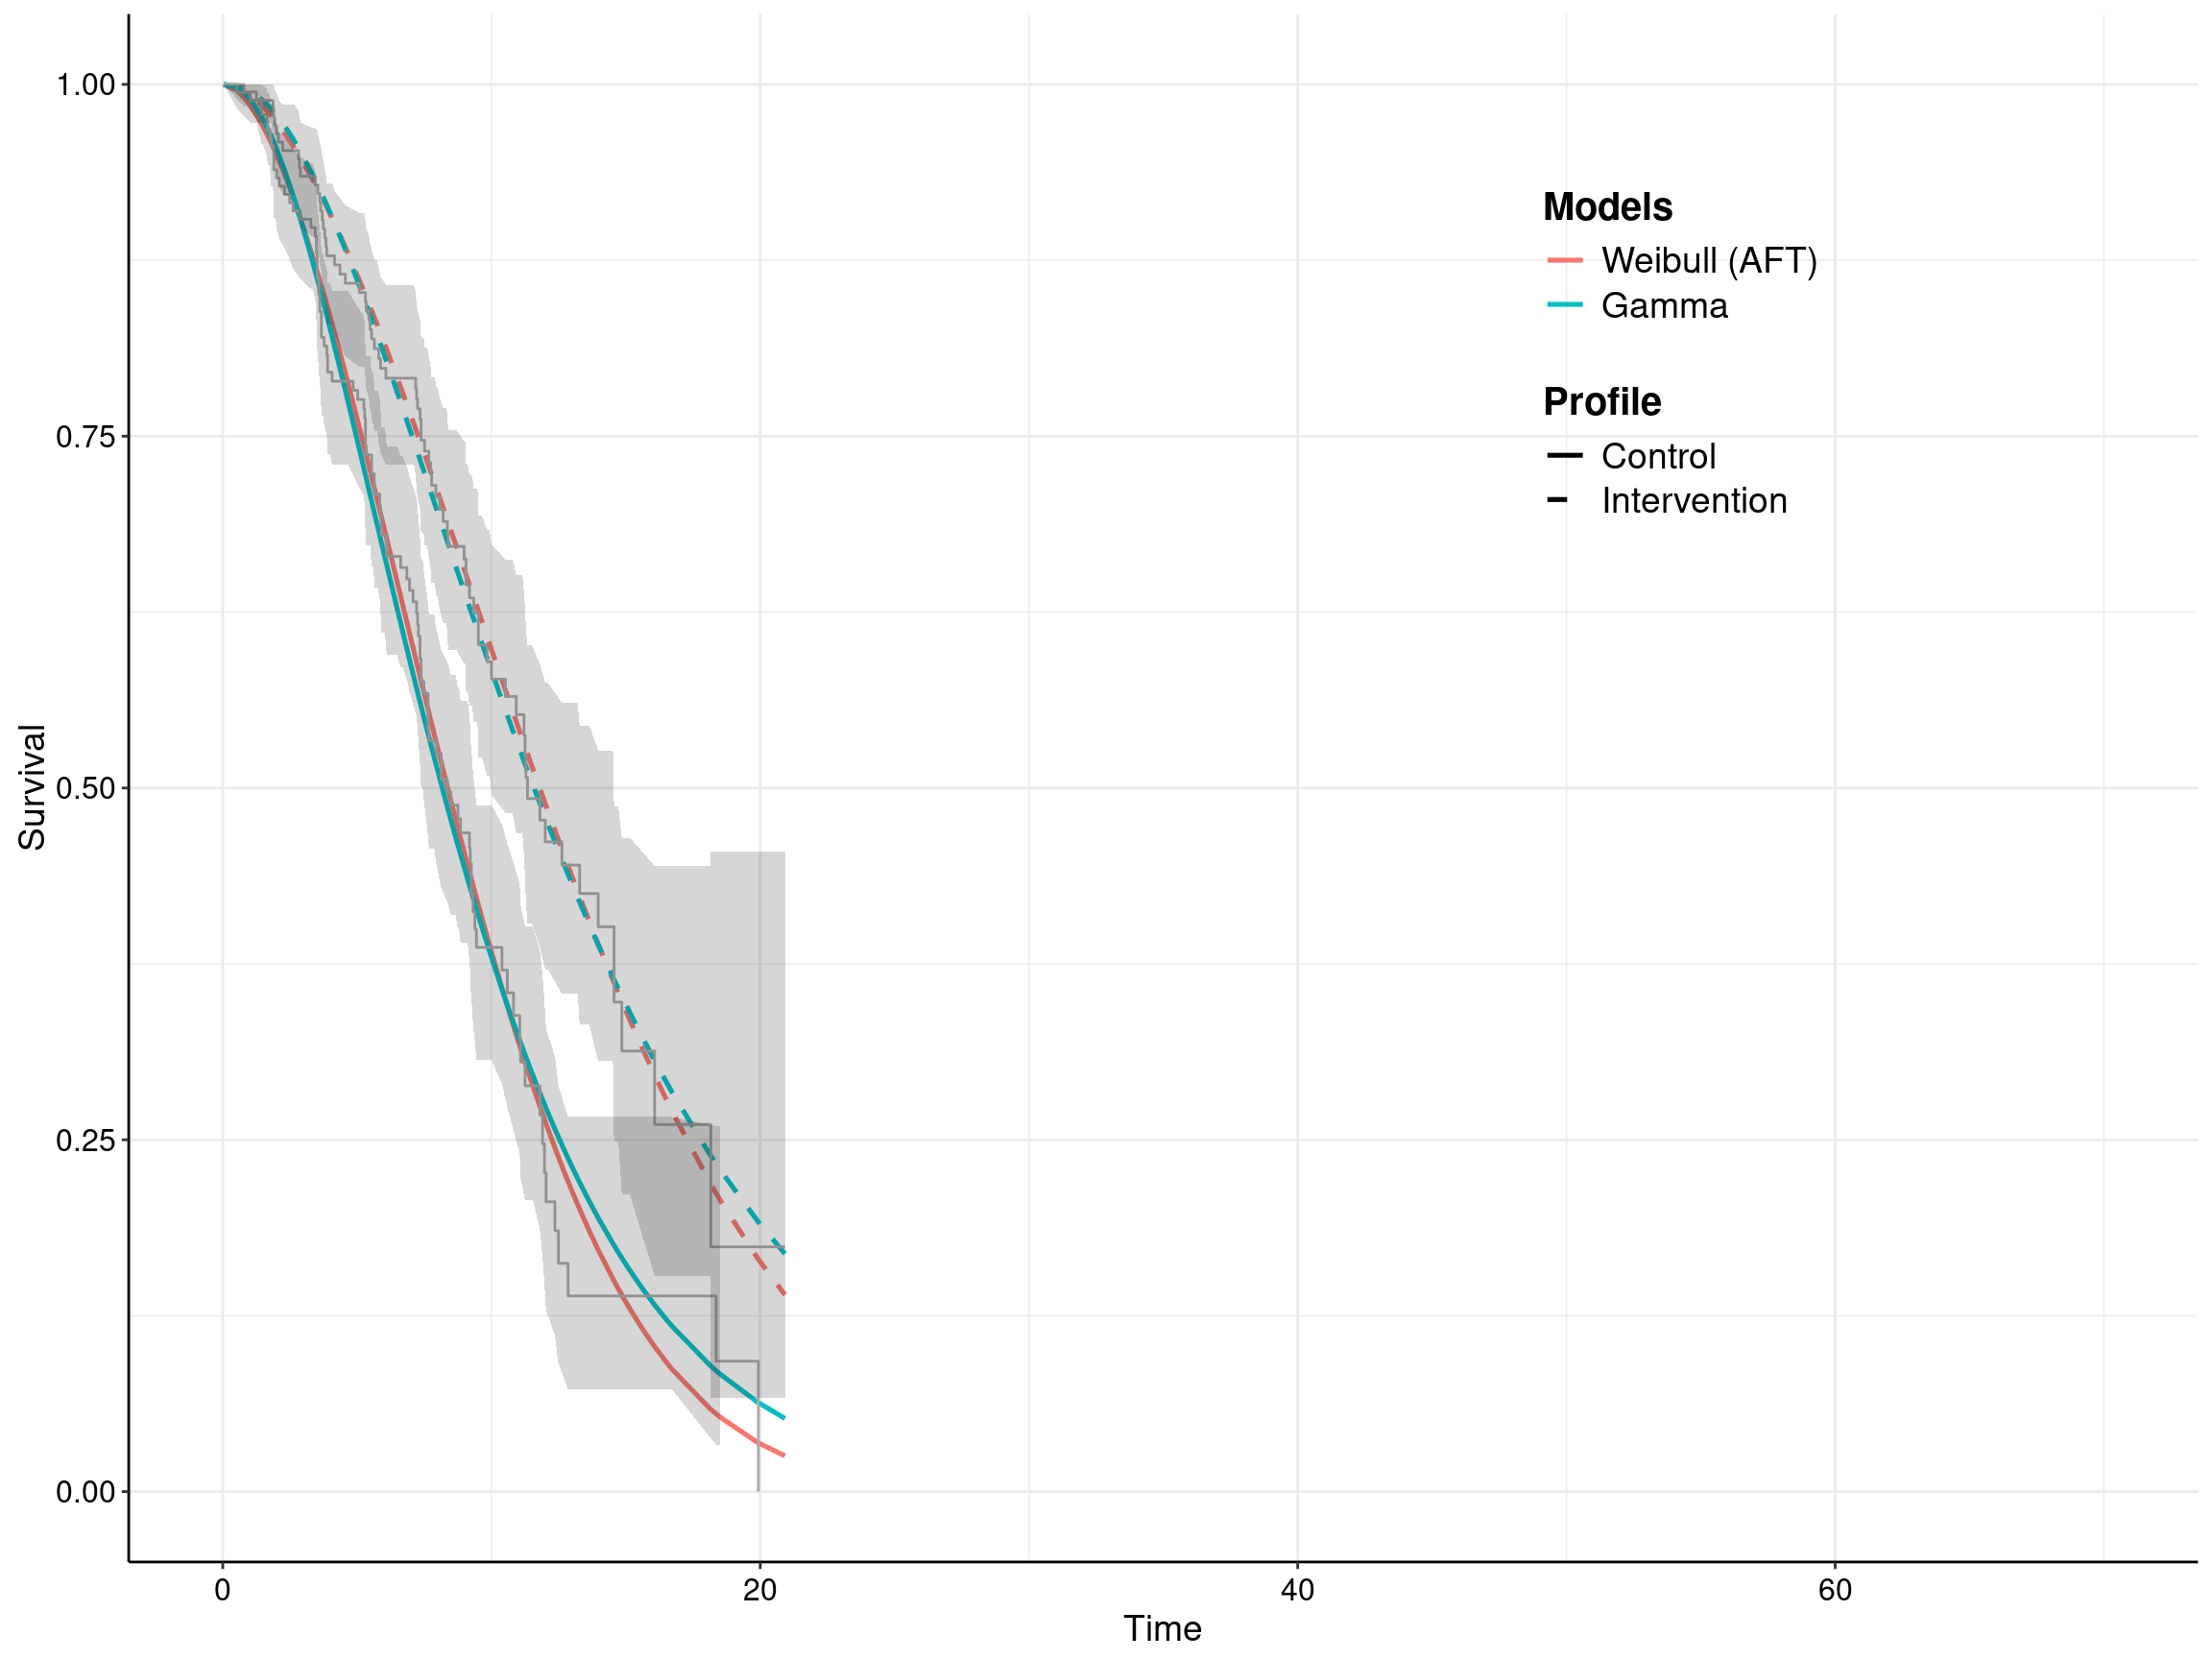 1.00
0.75
0.50
0.25
0.00
Survival
0
20
40
60
Time
Models
Weibull (AFT)
Gamma
Profile
Control
Intervention